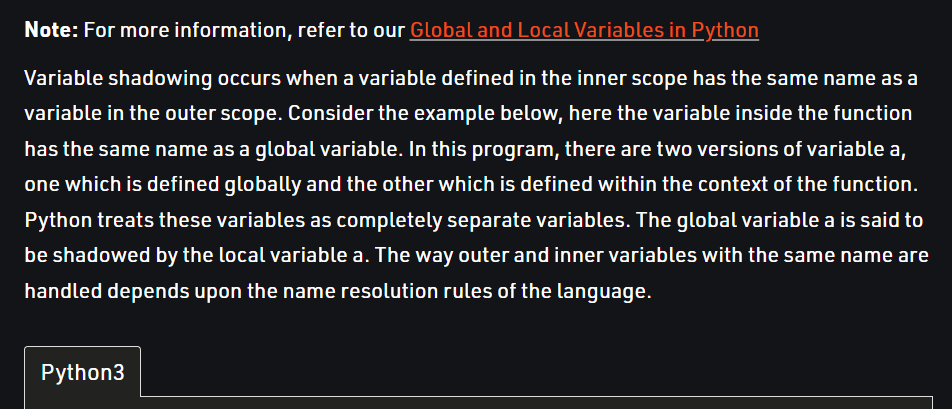 Note: For more information, refer to our Global and Local Variables in Python
Variable shadowing occurs when a variable defined in the inner scope has the same name as a
variable in the outer scope. Consider the example below, here the variable inside the function
has the same name as a global variable. In this program, there are two versions of variable a,
one which is defined globally and the other which is defined within the context of the function.
Python treats these variables as completely separate variables. The global variable a is said to
be shadowed by the local variable a. The way outer and inner variables with the same name are
handled depends upon the name resolution rules of the language.
Python3